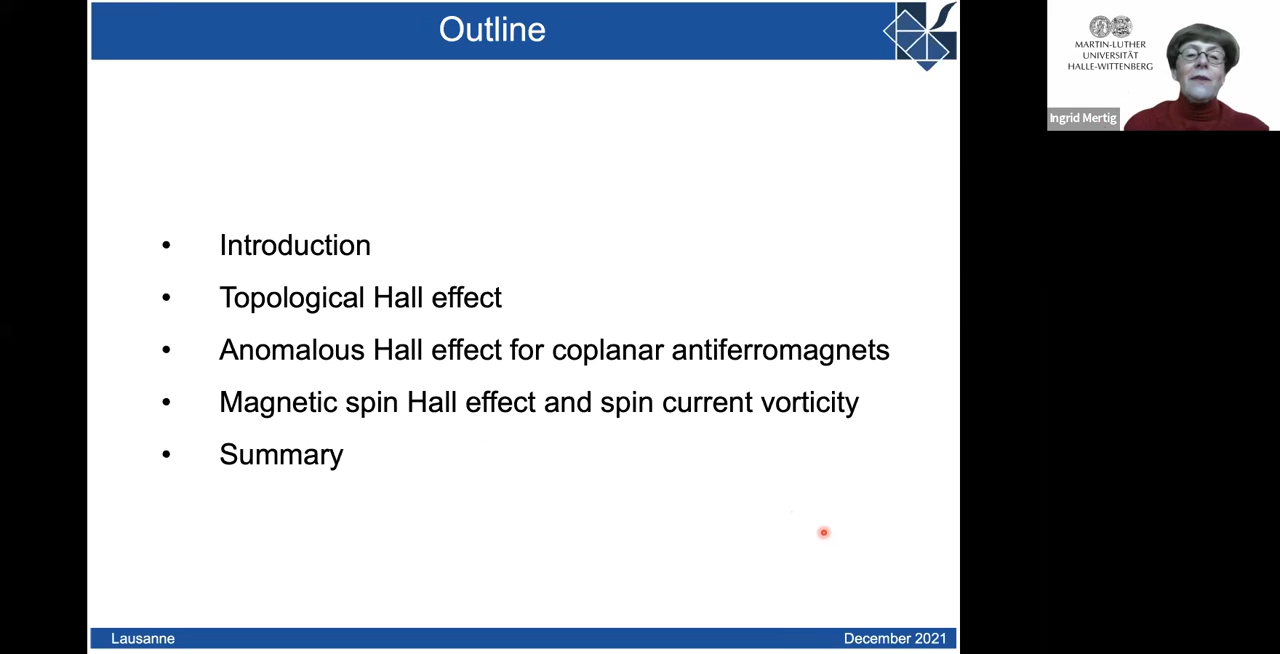 Outline
• Introduction
• Topological Hall effect
• Anomalous Hall effect for coplanar antiferromagnets
• Magnetic spin Hall effect and spin current vorticity
• Summary
Lausanne
December 2021
MARTIN-LUTHER
UNIVERSITÄT
HALLE-WITTENBERG
Ingrid Mertig